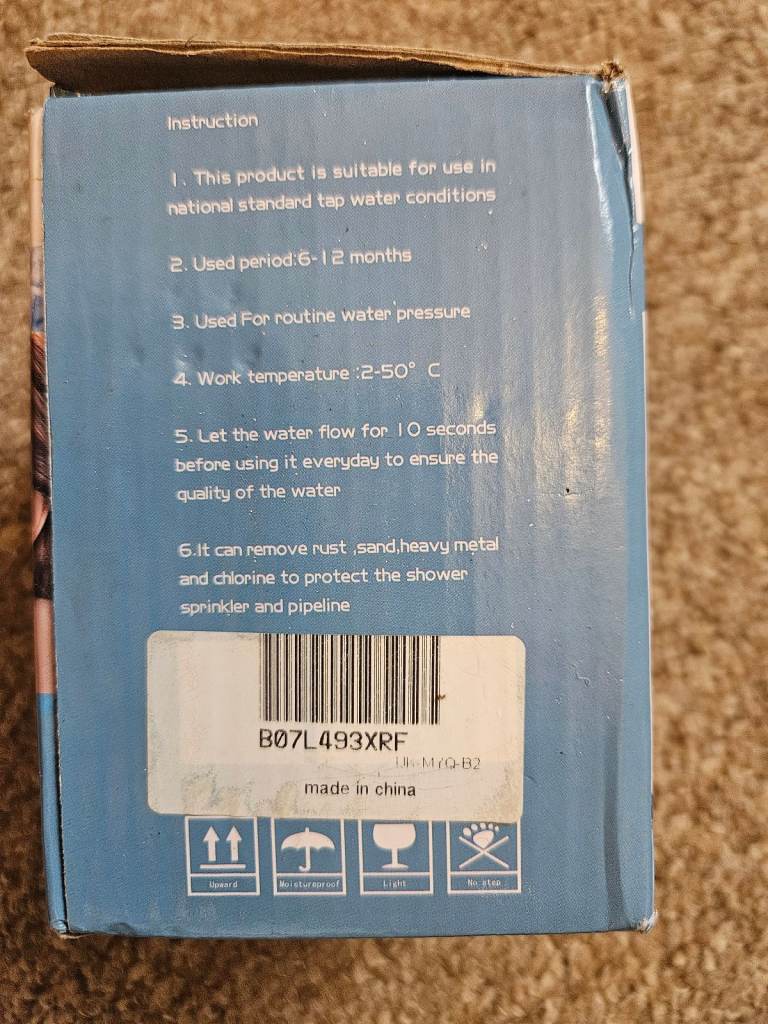 Instruction
1. This product is suitable for use in
national standard tap water conditions
2. Used period:6-12 months
3. Used For routine water pressure
4. Work temperature :2-50° C
5. Let the water flow for 10 seconds
before using it everyday to ensure the
quality of the water
6.It can remove rust ,sand,heavy metal
and chlorine to protect the shower
sprinkler and pipeline
B07L493XRF
made in china
Upward
Moistureproof
Light
No step